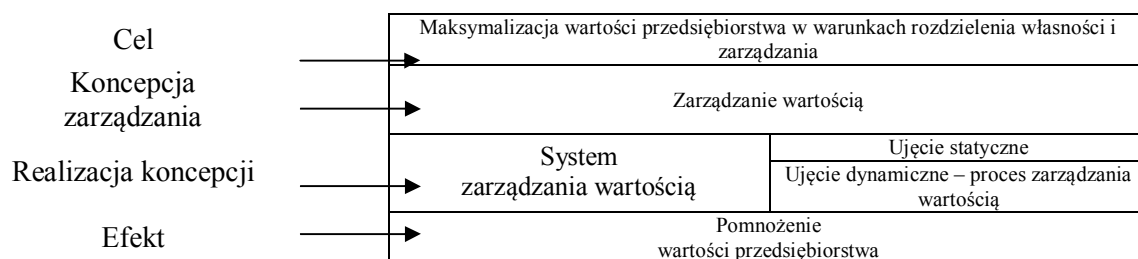 Cel
Maksymalizacja wartości przedsiębiorstwa w warunkach rozdzielenia własności i
zarządzania
Koncepcja
zarządzania
Zarządzanie wartością
Realizacja koncepcji
System
zarządzania wartością
Ujęcie statyczne
Ujęcie dynamiczne – proces zarządzania
wartością
Efekt
Pomnożenie
wartości przedsiębiorstwa